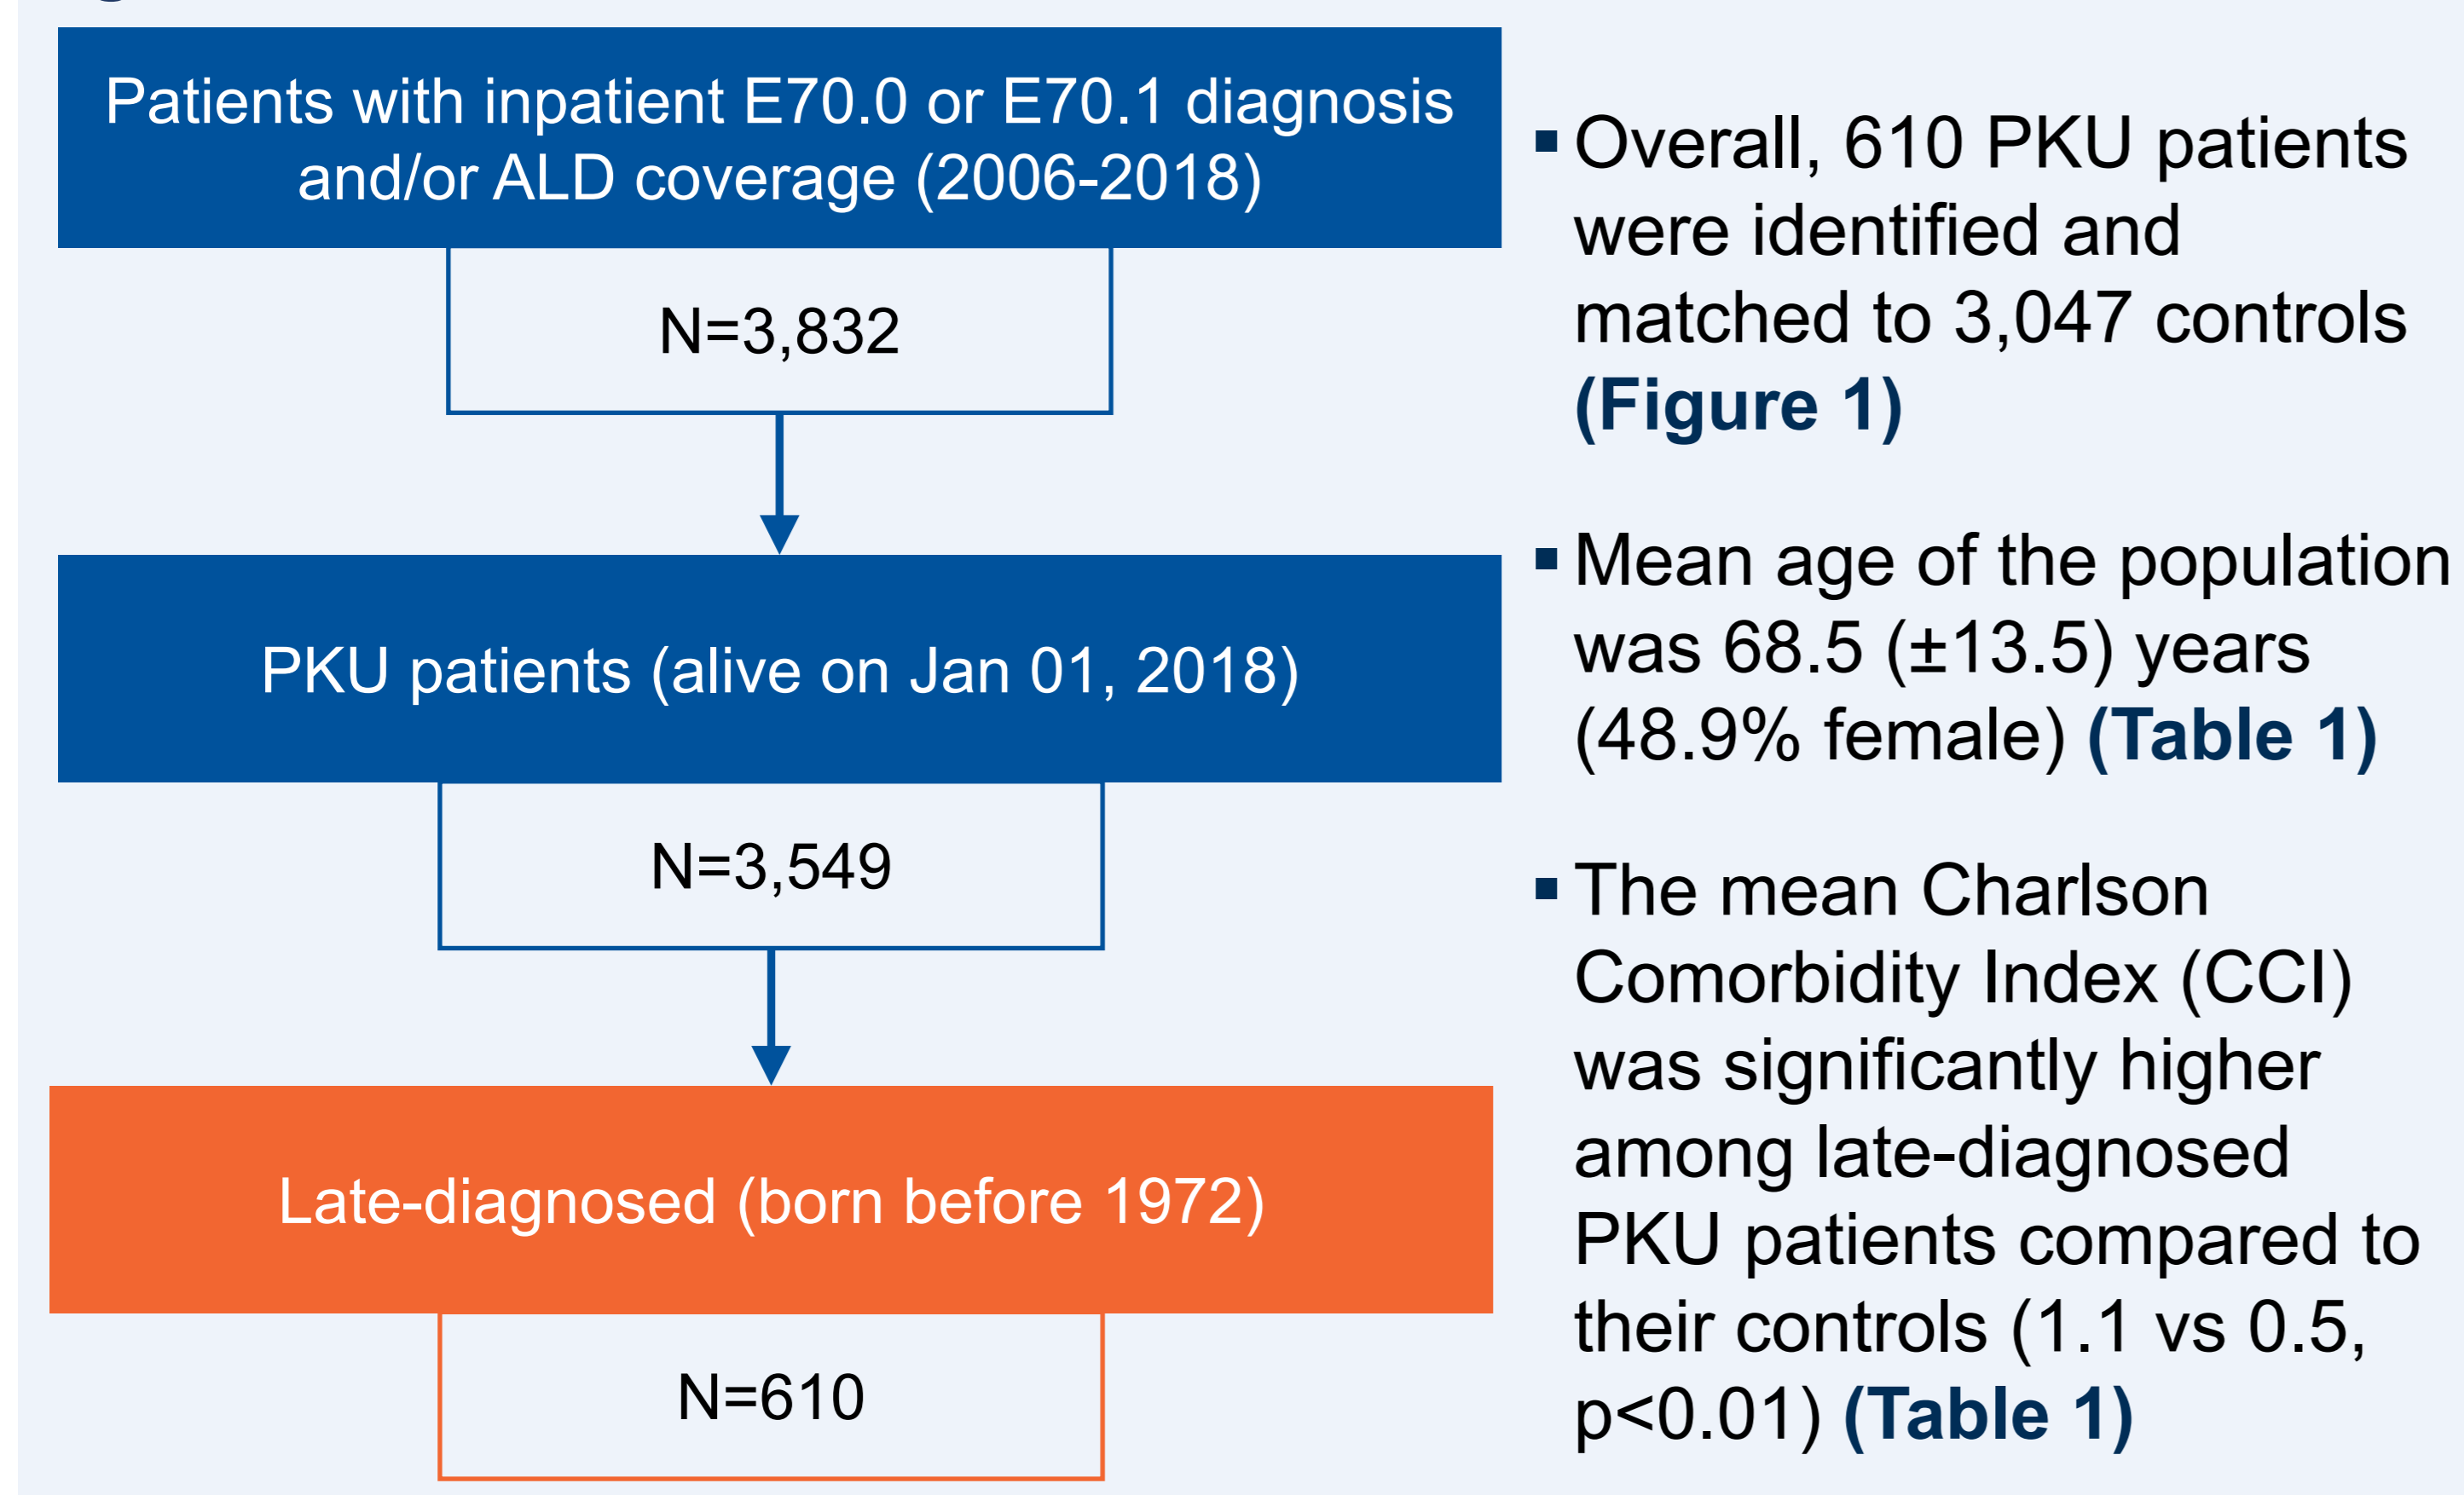 Patients with inpatient E70.0 or E70.1 diagnosis
and/or ALD coverage (2006-2018)
N=3,832
PKU patients (alive on Jan 01, 2018)
N=3,549
Late-diagnosed (born before 1972)
N=610
▪ Overall, 610 PKU patients
were identified and
matched to 3,047 controls
(Figure 1)
▪ Mean age of the population
was 68.5 (±13.5) years
(48.9% female) (Table 1)
▪ The mean Charlson
Comorbidity Index (CCI)
was significantly higher
among late-diagnosed
PKU patients compared to
their controls (1.1 vs 0.5,
p<0.01) (Table 1)